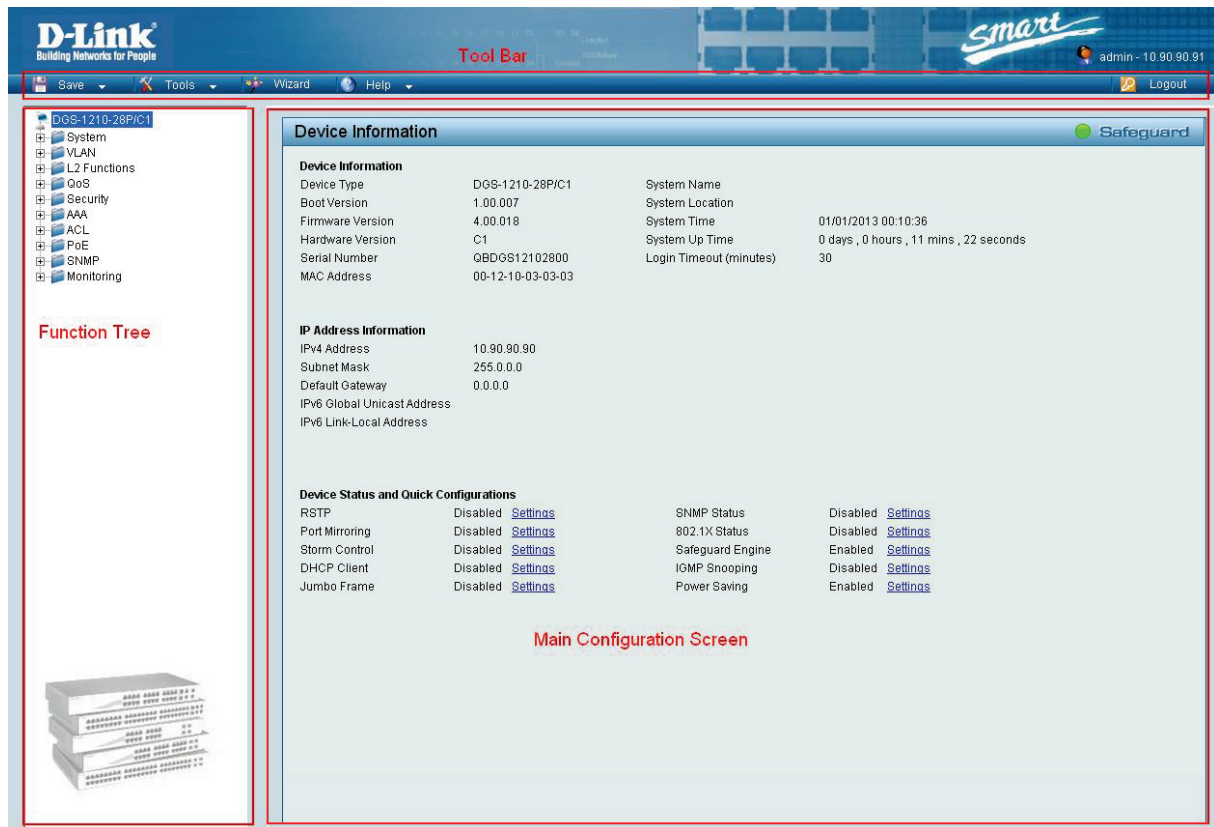 D-Link
Building Networks for People
Tool Bar
smart
admin - 10.90.90.91
Save Tools Wizard Help Logout
DGS-1210-28P/C1
System
VLAN
L2 Functions
QoS
Security
AAA
ACL
PoE
SNMP
Monitoring
Function Tree
Device Information Safeguard
Device Information
Device Type DGS-1210-28P/C1 System Name
Boot Version 1.00.007 System Location
Firmware Version 4.00.018 System Time 01/01/2013 00:10:36
Hardware Version C1 System Up Time 0 days , 0 hours , 11 mins , 22 seconds
Serial Number QBDGS12102800 Login Timeout (minutes) 30
MAC Address 00-12-10-03-03-03
IP Address Information
IPv4 Address 10.90.90.90
Subnet Mask 255.0.0.0
Default Gateway 0.0.0.0
IPv6 Global Unicast Address
IPv6 Link-Local Address
Device Status and Quick Configurations
RSTP Disabled Settings SNMP Status Disabled Settings
Port Mirroring Disabled Settings 802.1X Status Disabled Settings
Storm Control Disabled Settings Safeguard Engine Enabled Settings
DHCP Client Disabled Settings IGMP Snooping Disabled Settings
Jumbo Frame Disabled Settings Power Saving Enabled Settings
Main Configuration Screen